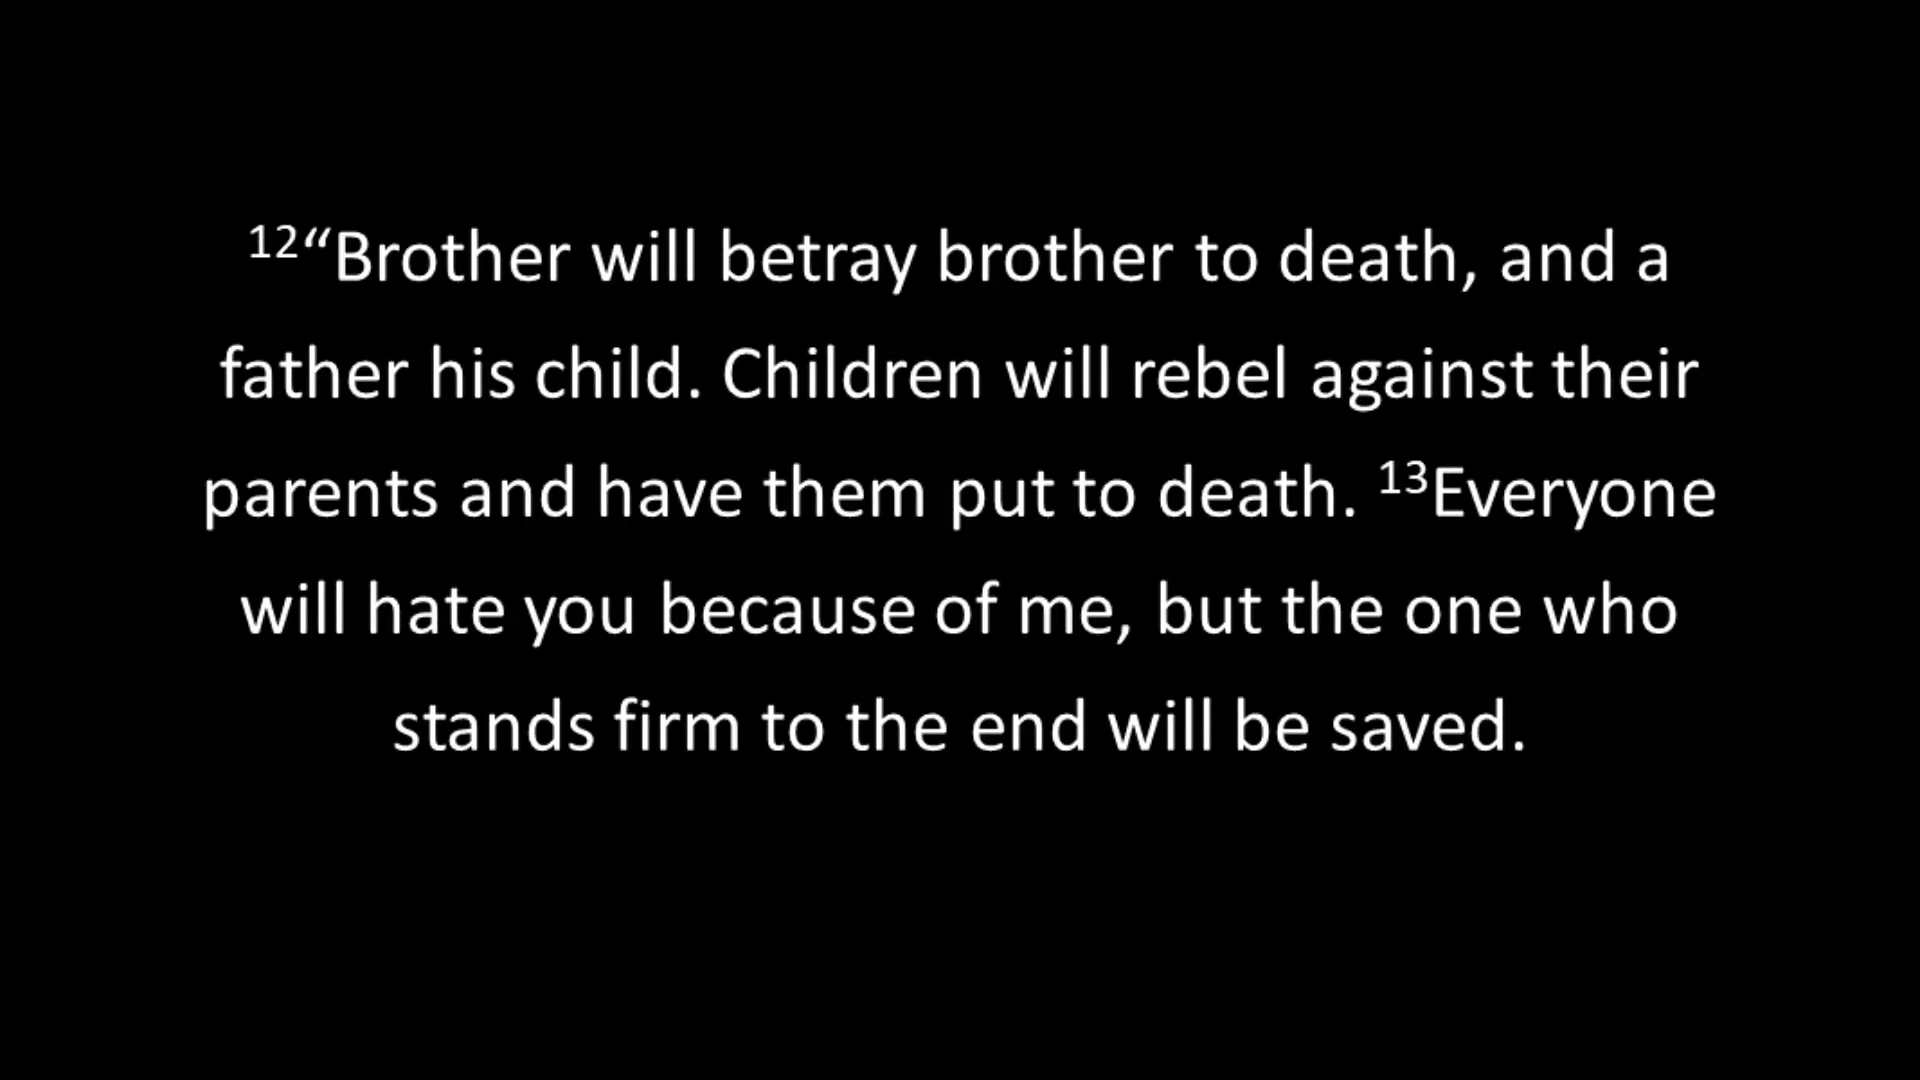 ¹²“Brother will betray brother to death, and a
father his child. Children will rebel against their
parents and have them put to death. ¹³Everyone
will hate you because of me, but the one who
stands firm to the end will be saved.